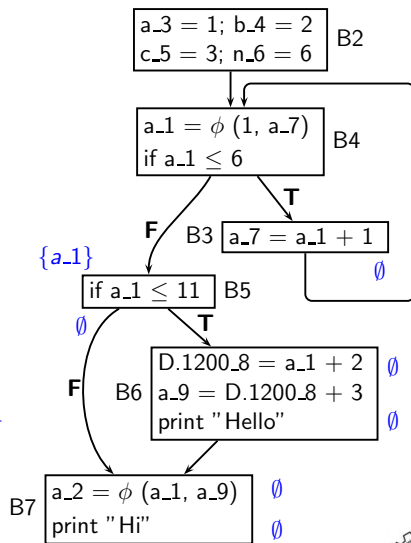 a_3 = 1; b_4 = 2
c_5 = 3; n_6 = 6
B2
a_1 = ϕ (1, a_7)
if a_1 ≤ 6
B4
F
T
B3
a_7 = a_1 + 1
∅
{a_1}
if a_1 ≤ 11
B5
∅
T
F
B6
D.1200_8 = a_1 + 2
∅
a_9 = D.1200_8 + 3
print "Hello"
∅
B7
a_2 = ϕ (a_1, a_9)
∅
print "Hi"
∅